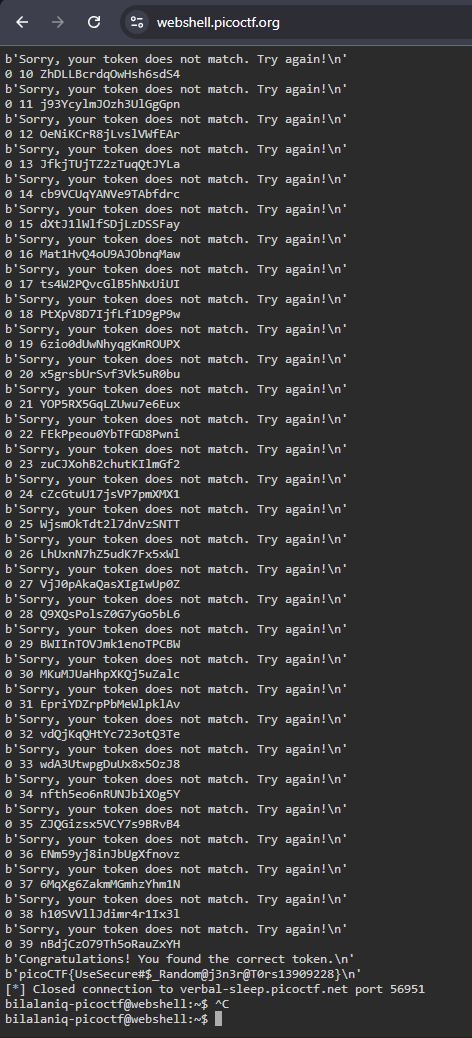 webshell.picoctf.org
b'Sorry, your token does not match. Try again!\n'
0 10 ZhDLLBcrdqOwHsh6sdS4
b'Sorry, your token does not match. Try again!\n'
0 11 j93YcylmJOzh3UlGgGpn
b'Sorry, your token does not match. Try again!\n'
0 12 OeNiKCrR8jLvslVWfEAr
b'Sorry, your token does not match. Try again!\n'
0 13 JfkjTUjTZ2zTuqQtJYLa
b'Sorry, your token does not match. Try again!\n'
0 14 cb9VCUqYANVe9TAbfdrc
b'Sorry, your token does not match. Try again!\n'
0 15 dXtJ1lWlfSDjLzDSSFay
b'Sorry, your token does not match. Try again!\n'
0 16 Mat1HvQ4oU9AJObnqMaw
b'Sorry, your token does not match. Try again!\n'
0 17 ts4W2PQvcGlB5hNxUiUI
b'Sorry, your token does not match. Try again!\n'
0 18 PtXpV8D7IjfLf1D9gP9w
b'Sorry, your token does not match. Try again!\n'
0 19 6zio0dUwNhyqgKmROUPX
b'Sorry, your token does not match. Try again!\n'
0 20 x5grsbUrSvf3Vk5uR0bu
b'Sorry, your token does not match. Try again!\n'
0 21 YOP5RX5GqLZUwu7e6Eux
b'Sorry, your token does not match. Try again!\n'
0 22 FEkPpeou0YbTFGD8Pwni
b'Sorry, your token does not match. Try again!\n'
0 23 zuCJXohB2chutKIlmGf2
b'Sorry, your token does not match. Try again!\n'
0 24 cZcGtuU17jsVP7pmXMX1
b'Sorry, your token does not match. Try again!\n'
0 25 WjsmOkTdt2l7dnVzSNTT
b'Sorry, your token does not match. Try again!\n'
0 26 LhUxnN7hZ5udK7Fx5xWl
b'Sorry, your token does not match. Try again!\n'
0 27 VjJ0pAkaQasXIgIwUp0Z
b'Sorry, your token does not match. Try again!\n'
0 28 Q9XQsPolsZ0G7yGo5bL6
b'Sorry, your token does not match. Try again!\n'
0 29 BWIInTOVJmk1enoTPCBW
b'Sorry, your token does not match. Try again!\n'
0 30 MKuMJUaHhpXKQj5uZalc
b'Sorry, your token does not match. Try again!\n'
0 31 EpriYDZrpPbMeWlpklAv
b'Sorry, your token does not match. Try again!\n'
0 32 vdQjKqQHtYc723otQ3Te
b'Sorry, your token does not match. Try again!\n'
0 33 wdA3UtwpgDuUx8x5OzJ8
b'Sorry, your token does not match. Try again!\n'
0 34 nfth5eo6nRUNJbiXOg5Y
b'Sorry, your token does not match. Try again!\n'
0 35 ZJQGizsx5VCY7s9BRvB4
b'Sorry, your token does not match. Try again!\n'
0 36 ENm59yj8inJbUgXfnovz
b'Sorry, your token does not match. Try again!\n'
0 37 6MqXg6ZakmMGmhzYhm1N
b'Sorry, your token does not match. Try again!\n'
0 38 h10SVVllJdimr4r1Ix3l
b'Sorry, your token does not match. Try again!\n'
0 39 nBdjCzO79Th5oRauZxYH
b'Congratulations! You found the correct token.\n'
b'picoCTF{UseSecure#$_Random@j3n3r@T0rs13909228}\n'
[*] Closed connection to verbal-sleep.picoctf.net port 56951
bilalaniq-picoctf@webshell:~$ ^C
bilalaniq-picoctf@webshell:~$